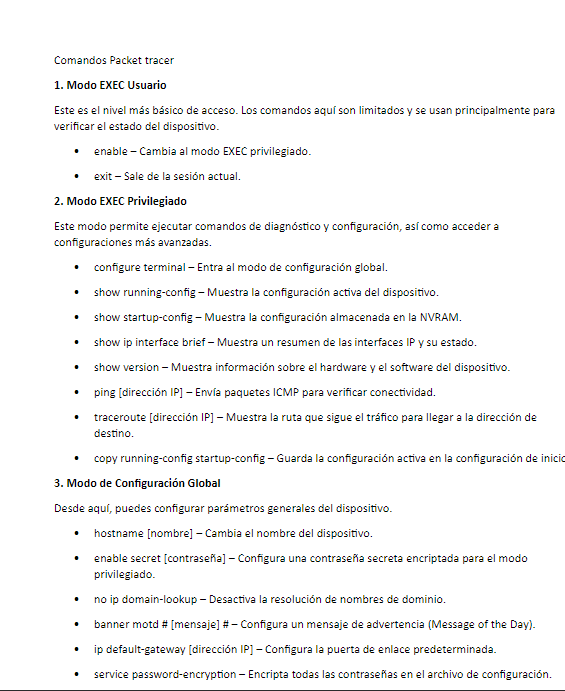 Comandos Packet tracer
1. Modo EXEC Usuario
Este es el nivel más básico de acceso. Los comandos aquí son limitados y se usan principalmente para
verificar el estado del dispositivo.
• enable – Cambia al modo EXEC privilegiado.
• exit – Sale de la sesión actual.
2. Modo EXEC Privilegiado
Este modo permite ejecutar comandos de diagnóstico y configuración, así como acceder a
configuraciones más avanzadas.
• configure terminal – Entra al modo de configuración global.
• show running-config – Muestra la configuración activa del dispositivo.
• show startup-config – Muestra la configuración almacenada en la NVRAM.
• show ip interface brief – Muestra un resumen de las interfaces IP y su estado.
• show version – Muestra información sobre el hardware y el software del dispositivo.
• ping [dirección IP] – Envía paquetes ICMP para verificar conectividad.
• traceroute [dirección IP] – Muestra la ruta que sigue el tráfico para llegar a la dirección de
destino.
• copy running-config startup-config – Guarda la configuración activa en la configuración de inicio
3. Modo de Configuración Global
Desde aquí, puedes configurar parámetros generales del dispositivo.
• hostname [nombre] – Cambia el nombre del dispositivo.
• enable secret [contraseña] – Configura una contraseña secreta encriptada para el modo
privilegiado.
• no ip domain-lookup – Desactiva la resolución de nombres de dominio.
• banner motd # [mensaje] # – Configura un mensaje de advertencia (Message of the Day).
• ip default-gateway [dirección IP] – Configura la puerta de enlace predeterminada.
• service password-encryption – Encripta todas las contraseñas en el archivo de configuración.